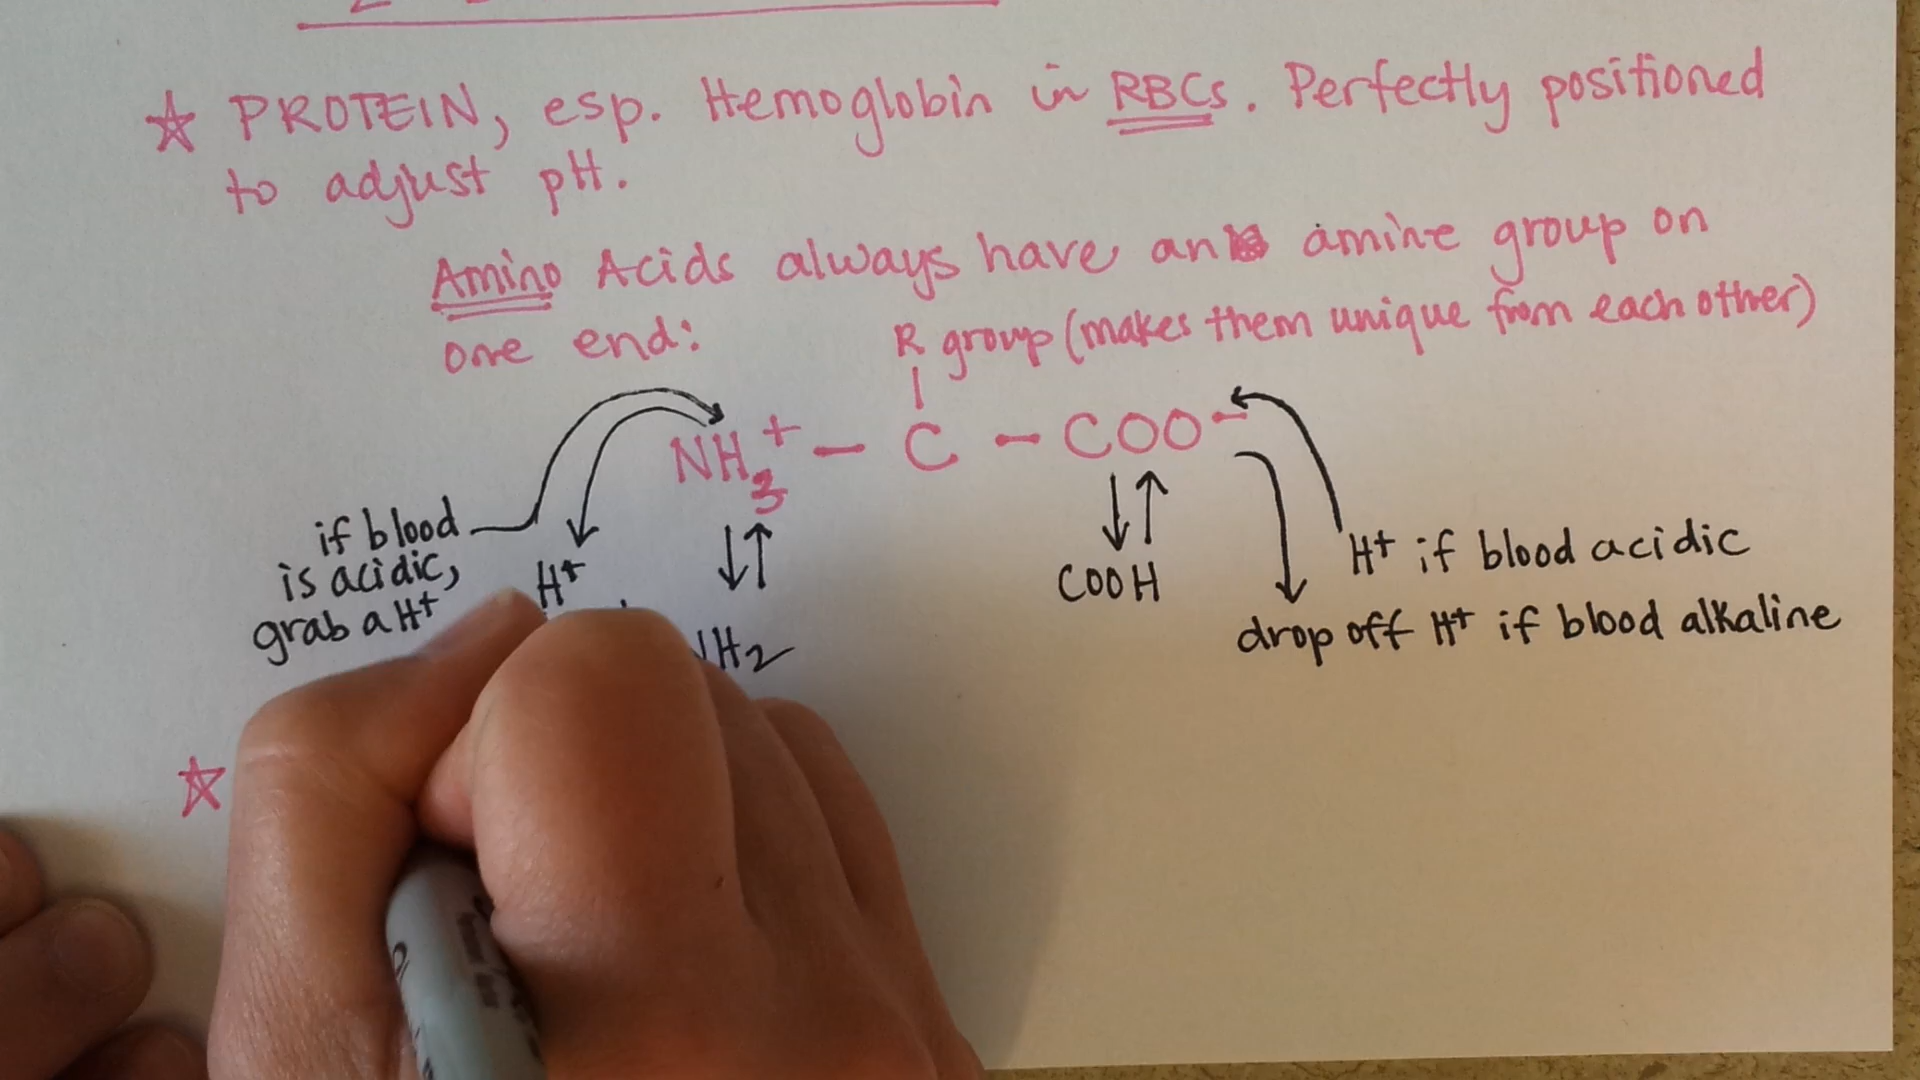 ☆ PROTEIN, esp. Hemoglobin in RBCs. Perfectly positioned
to adjust pH.
Amino Acids always have an amine group on
one end:
R group (makes them unique from each other)
NH3+ – C – COO-
if blood
is acidic,
grab a H+
H+
NH2
COOH
H+ if blood acidic
drop off H+ if blood alkaline
☆